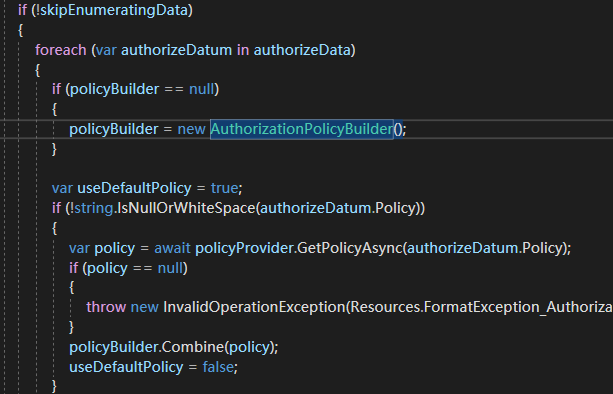 if (!skipEnumeratingData)
{
foreach (var authorizeDatum in authorizeData)
{
if (policyBuilder == null)
{
policyBuilder = new AuthorizationPolicyBuilder();
}
var useDefaultPolicy = true;
if (!string.IsNullOrWhiteSpace(authorizeDatum.Policy))
{
var policy = await policyProvider.GetPolicyAsync(authorizeDatum.Policy);
if (policy == null)
{
throw new InvalidOperationException(Resources.FormatException_Authoriza
}
policyBuilder.Combine(policy);
useDefaultPolicy = false;
}